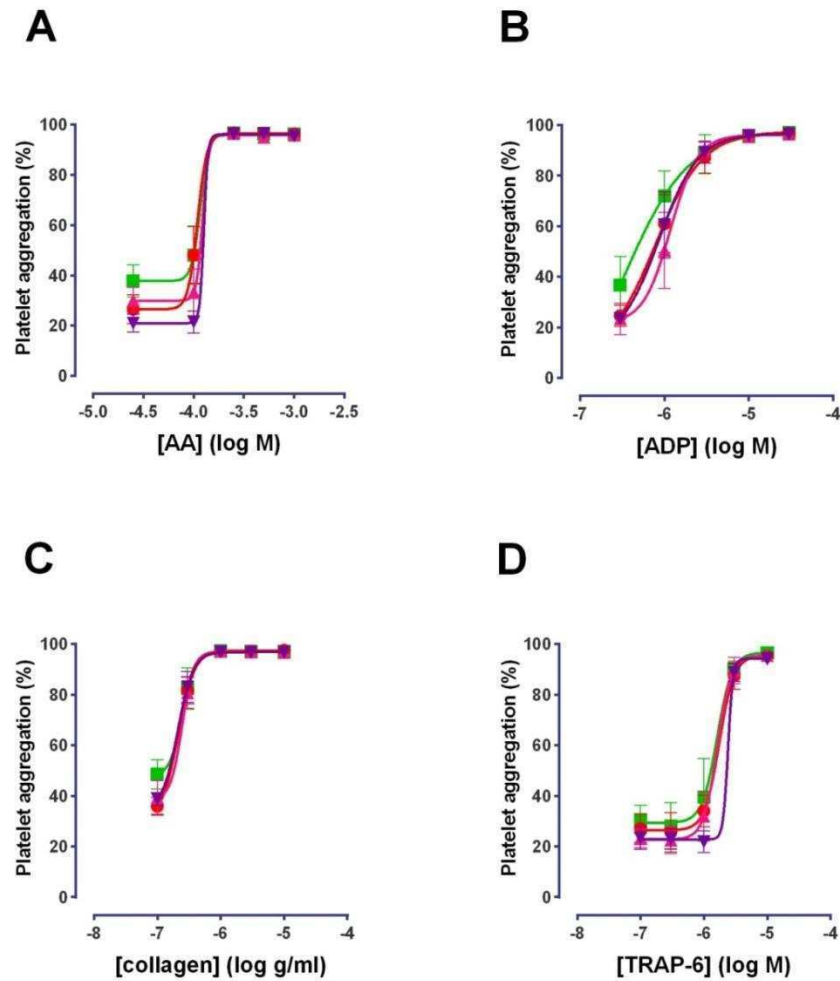 A
Platelet aggregation (%)
100
80
60
40
20
0
-5.0 -4.5 -4.0 -3.5 -3.0 -2.5
[AA] (log M)
B
Platelet aggregation (%)
100
80
60
40
20
0
-7 -6 -5 -4
[ADP] (log M)
C
Platelet aggregation (%)
100
80
60
40
20
0
-8 -7 -6 -5 -4
[collagen] (log g/ml)
D
Platelet aggregation (%)
100
80
60
40
20
0
-8 -7 -6 -5 -4
[TRAP-6] (log M)